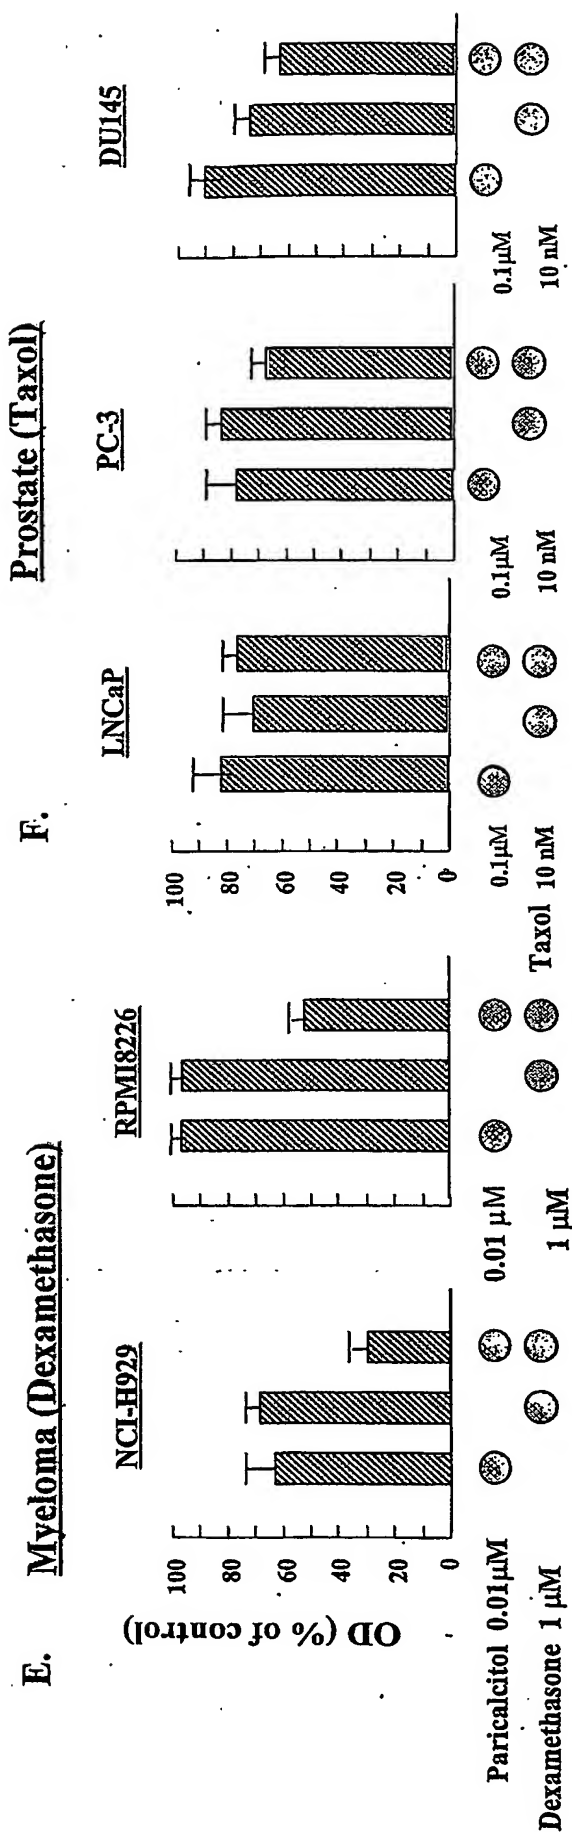 E. Myeloma (Dexamethasone)
NCI-H929
RPMI8226
OD (% of control)
100
80
60
40
20
0
Paricalcitol 0.01µM
0.01 µM
Dexamethasone 1 µM
1 µM
F. Prostate (Taxol)
LNCaP
PC-3
DU145
100
80
60
40
20
0
0.1µM
0.1µM
0.1µM
Taxol 10 nM
10 nM
10 nM